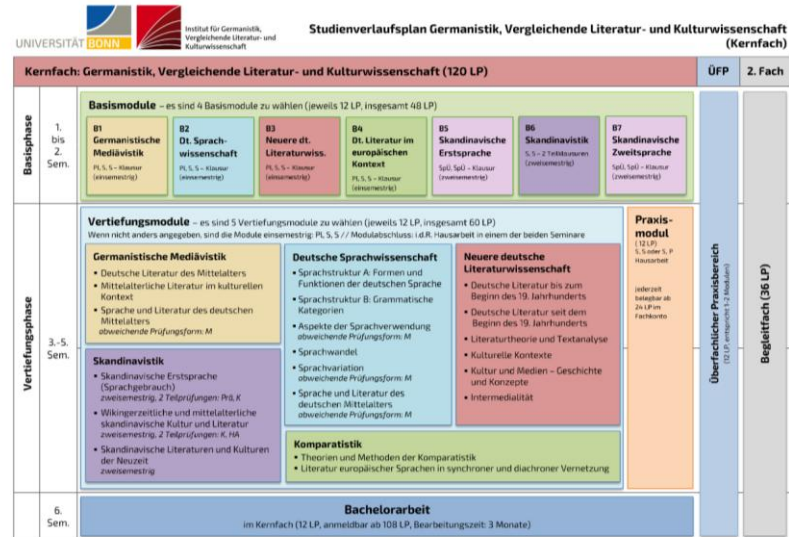 UNIVERSITÄT BONN
Institut für Germanistik,
Vergleichende Literatur- und
Kulturwissenschaft
Studienverlaufsplan Germanistik, Vergleichende Literatur- und Kulturwissenschaft
(Kernfach)
Kernfach: Germanistik, Vergleichende Literatur- und Kulturwissenschaft (120 LP)
ÜFP
2. Fach
Basisphase
1.
bis
2.
Sem.
Basismodule – es sind 4 Basismodule zu wählen (jeweils 12 LP, insgesamt 48 LP)
B1
Germanistische
Mediävistik
PL, S, S – Klausur
(einsemestrig)
B2
Dt. Sprach-
wissenschaft
PL, S, S – Klausur
(einsemestrig)
B3
Neuere dt.
Literaturwiss.
PL, S, S – Klausur
(einsemestrig)
B4
Dt. Literatur im
europäischen
Kontext
PL, S, S – Klausur
(einsemestrig)
B5
Skandinavische
Erstsprache
SpÜ, SpÜ – Klausur
(zweisemestrig)
B6
Skandinavistik
S, S – 2 Teilklausuren
(zweisemestrig)
B7
Skandinavische
Zweitsprache
SpÜ, SpÜ – Klausur
(zweisemestrig)
Vertiefungsphase
3.-5.
Sem.
Vertiefungsmodule – es sind 5 Vertiefungsmodule zu wählen (jeweils 12 LP, insgesamt 60 LP)
Wenn nicht anders angegeben, sind die Module einsemestrig: PL, S, S // Modulabschluss: i.d.R. Hausarbeit in einem der beiden Seminare
Germanistische Mediävistik
• Deutsche Literatur des Mittelalters
• Mittelalterliche Literatur im kulturellen
Kontext
• Sprache und Literatur des deutschen
Mittelalters
abweichende Prüfungsform: M
Skandinavistik
• Skandinavische Erstsprache
(Sprachgebrauch)
zweisemestrig, 2 Teilprüfungen: Prä, K
• Wikingerzeitliche und mittelalterliche
skandinavische Kultur und Literatur
zweisemestrig, 2 Teilprüfungen: K, HA
• Skandinavische Literaturen und Kulturen
der Neuzeit
zweisemestrig
Deutsche Sprachwissenschaft
• Sprachstruktur A: Formen und
Funktionen der deutschen Sprache
• Sprachstruktur B: Grammatische
Kategorien
• Aspekte der Sprachverwendung
abweichende Prüfungsform: M
• Sprachwandel
• Sprachvariation
abweichende Prüfungsform: M
• Sprache und Literatur des
deutschen Mittelalters
abweichende Prüfungsform: M
Neuere deutsche
Literaturwissenschaft
• Deutsche Literatur bis zum
Beginn des 19. Jahrhunderts
• Deutsche Literatur seit dem
Beginn des 19. Jahrhunderts
• Literaturtheorie und Textanalyse
• Kulturelle Kontexte
• Kultur und Medien – Geschichte
und Konzepte
• Intermedialität
Komparatistik
• Theorien und Methoden der Komparatistik
• Literatur europäischer Sprachen in synchroner und diachroner Vernetzung
Praxis-
modul
(12 LP)
S, S oder S, P
Hausarbeit
jederzeit
belegbar ab
24 LP im
Fachkonto
Überfachlicher Praxisbereich
(12 LP, entspricht 1-2 Modulen)
Begleitfach (36 LP)
6.
Sem.
Bachelorarbeit
im Kernfach (12 LP, anmeldbar ab 108 LP, Bearbeitungszeit: 3 Monate)